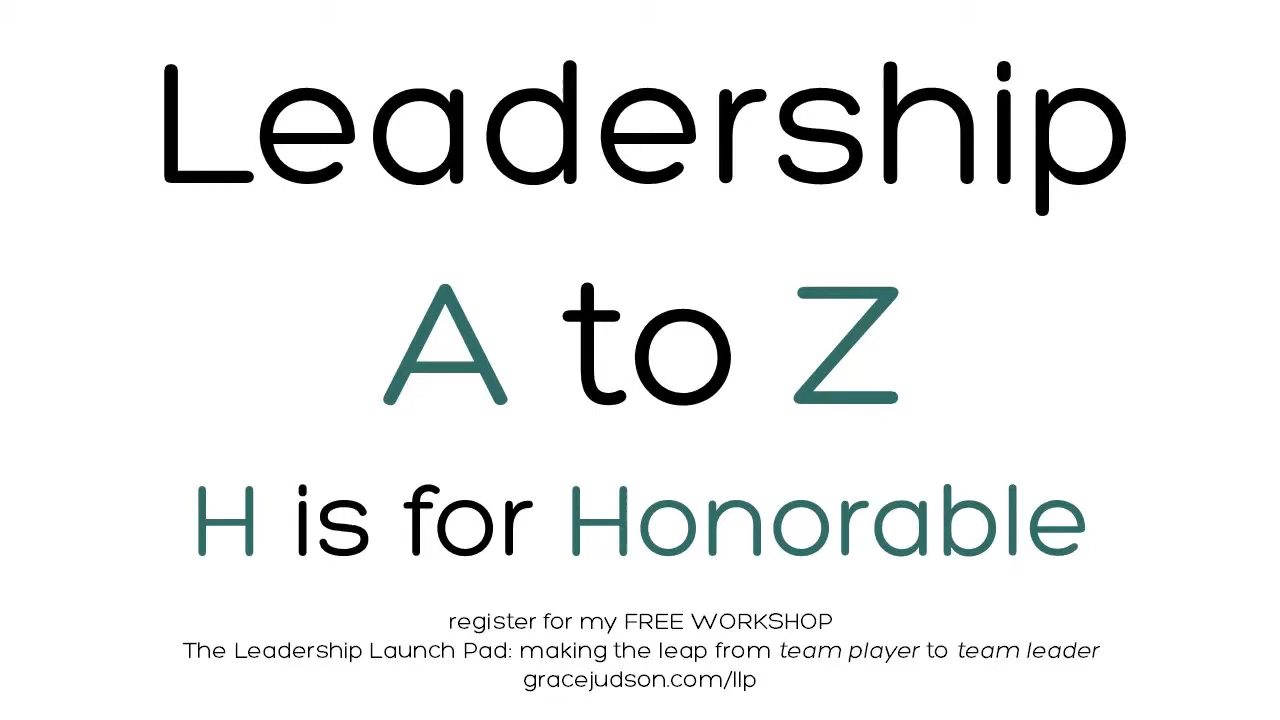 Leadership
A to Z
H is for Honorable
register for my FREE WORKSHOP
The Leadership Launch Pad: making the leap from team player to team leader
gracejudson.com/llp